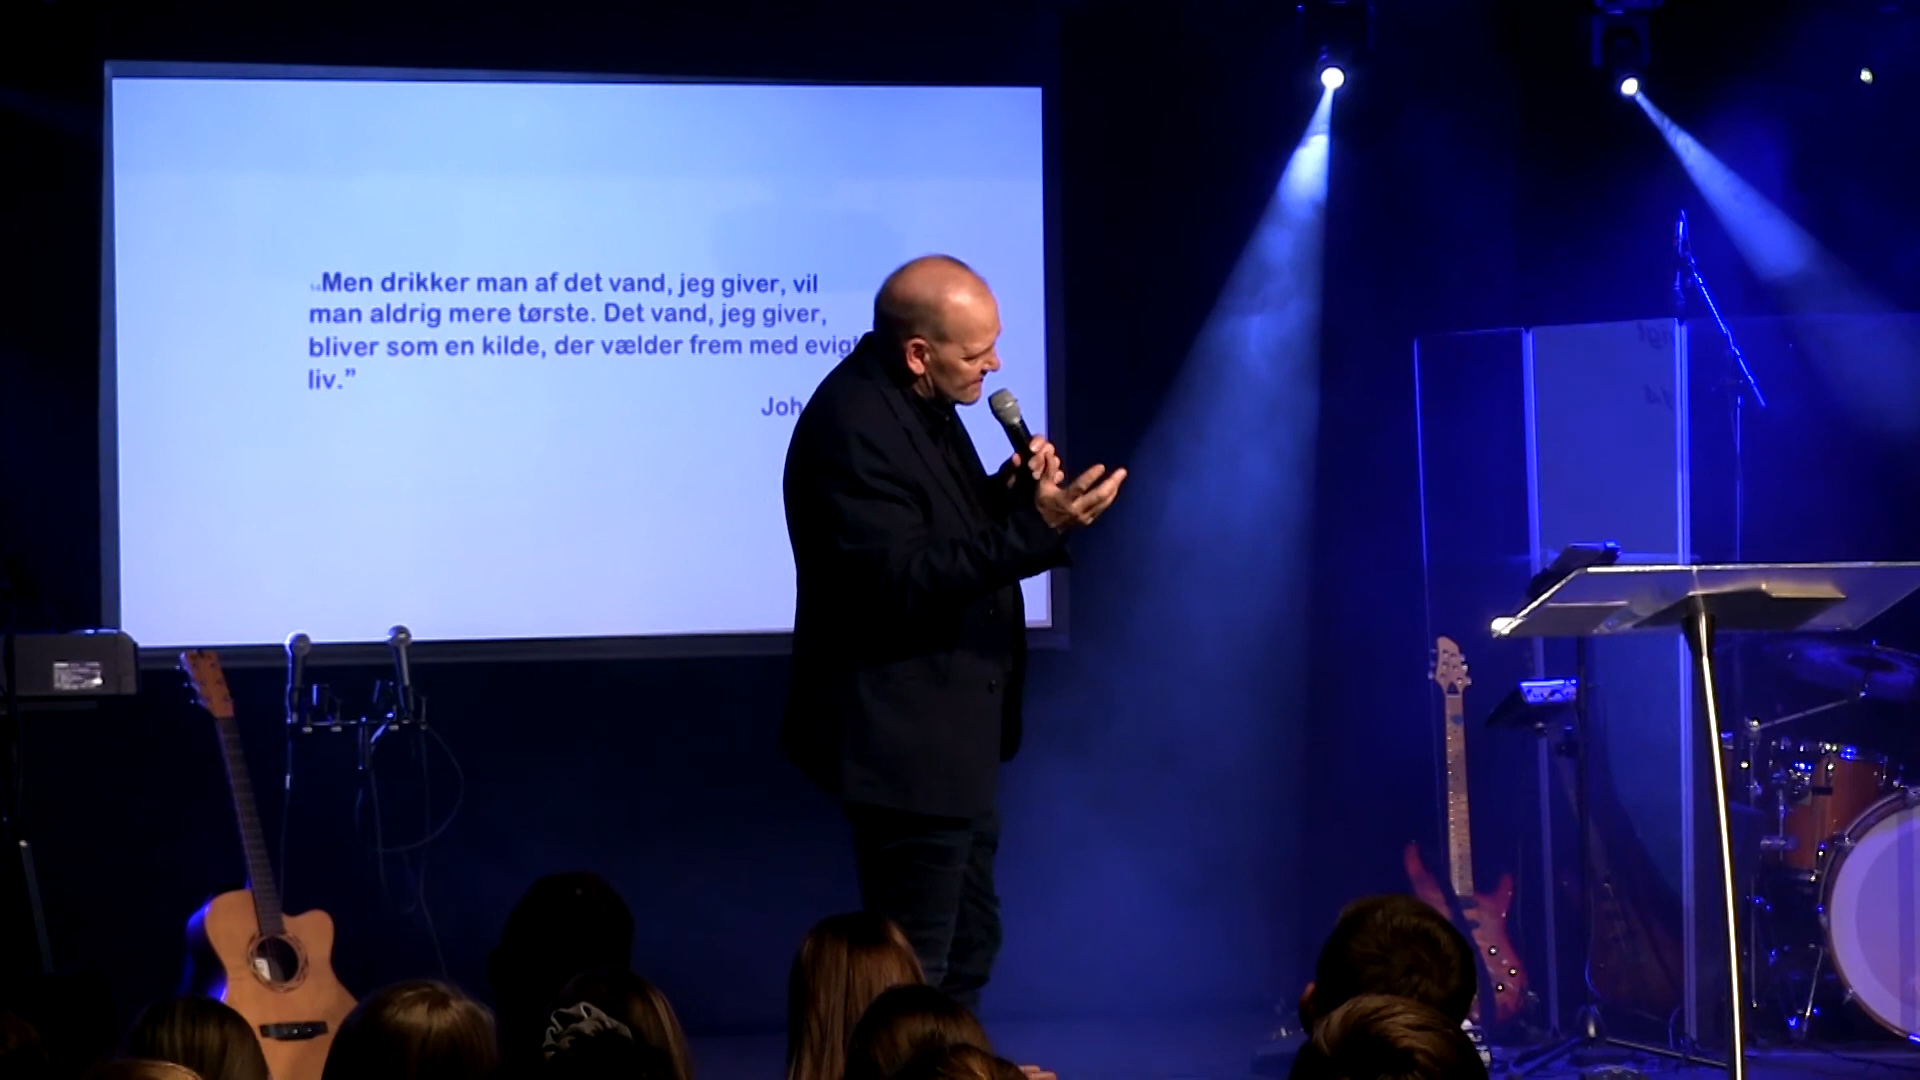 Men drikker man af det vand, jeg giver, vil
man aldrig mere tørste. Det vand, jeg giver,
bliver som en kilde, der vælder frem med evigt
liv.”
Joh